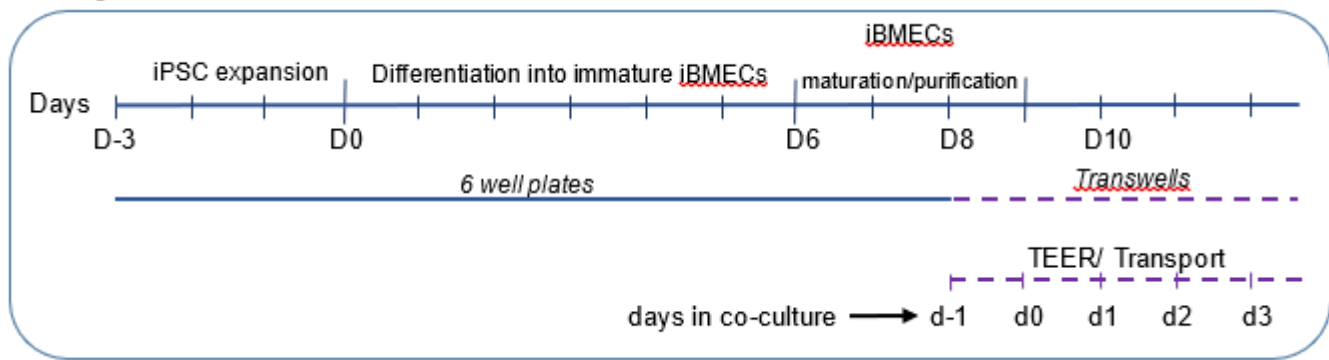 iBMECs
iPSC expansion Differentiation into immature iBMECs maturation/purification
Days
D-3 D0 D6 D8 D10
6 well plates Transwells
TEER/ Transport
days in co-culture d-1 d0 d1 d2 d3